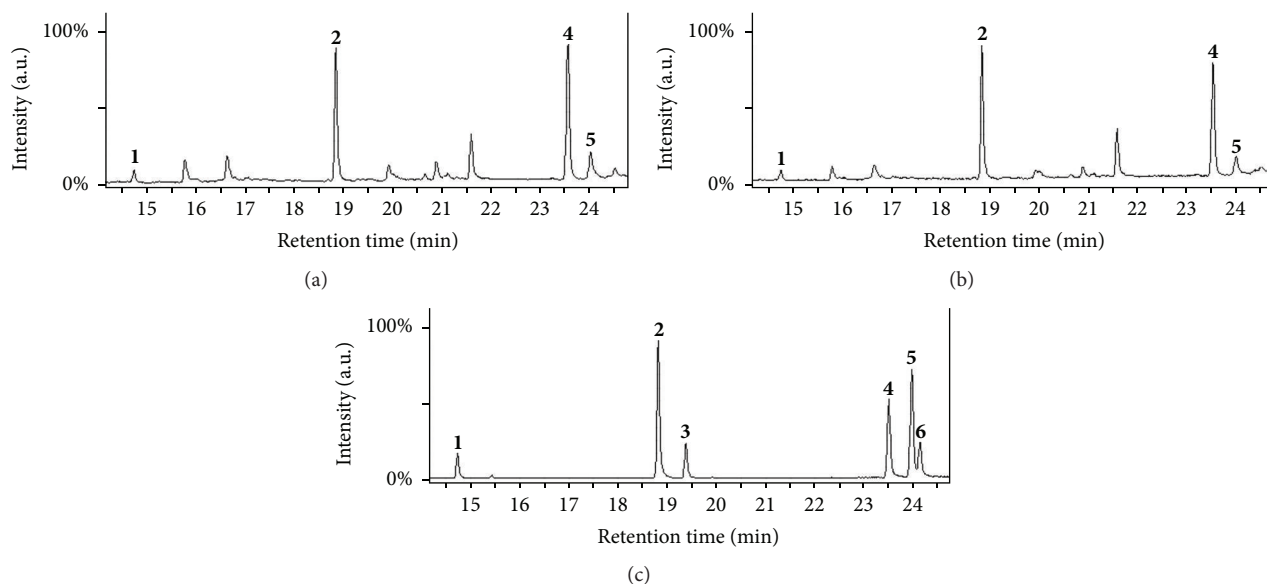 100%
0%
Intensity (a.u.)
1
2
4
5
15 16 17 18 19 20 21 22 23 24
Retention time (min)
(a)
100%
0%
Intensity (a.u.)
1
2
4
5
15 16 17 18 19 20 21 22 23 24
Retention time (min)
(b)
100%
0%
Intensity (a.u.)
1
2
3
4
5
6
15 16 17 18 19 20 21 22 23 24
Retention time (min)
(c)